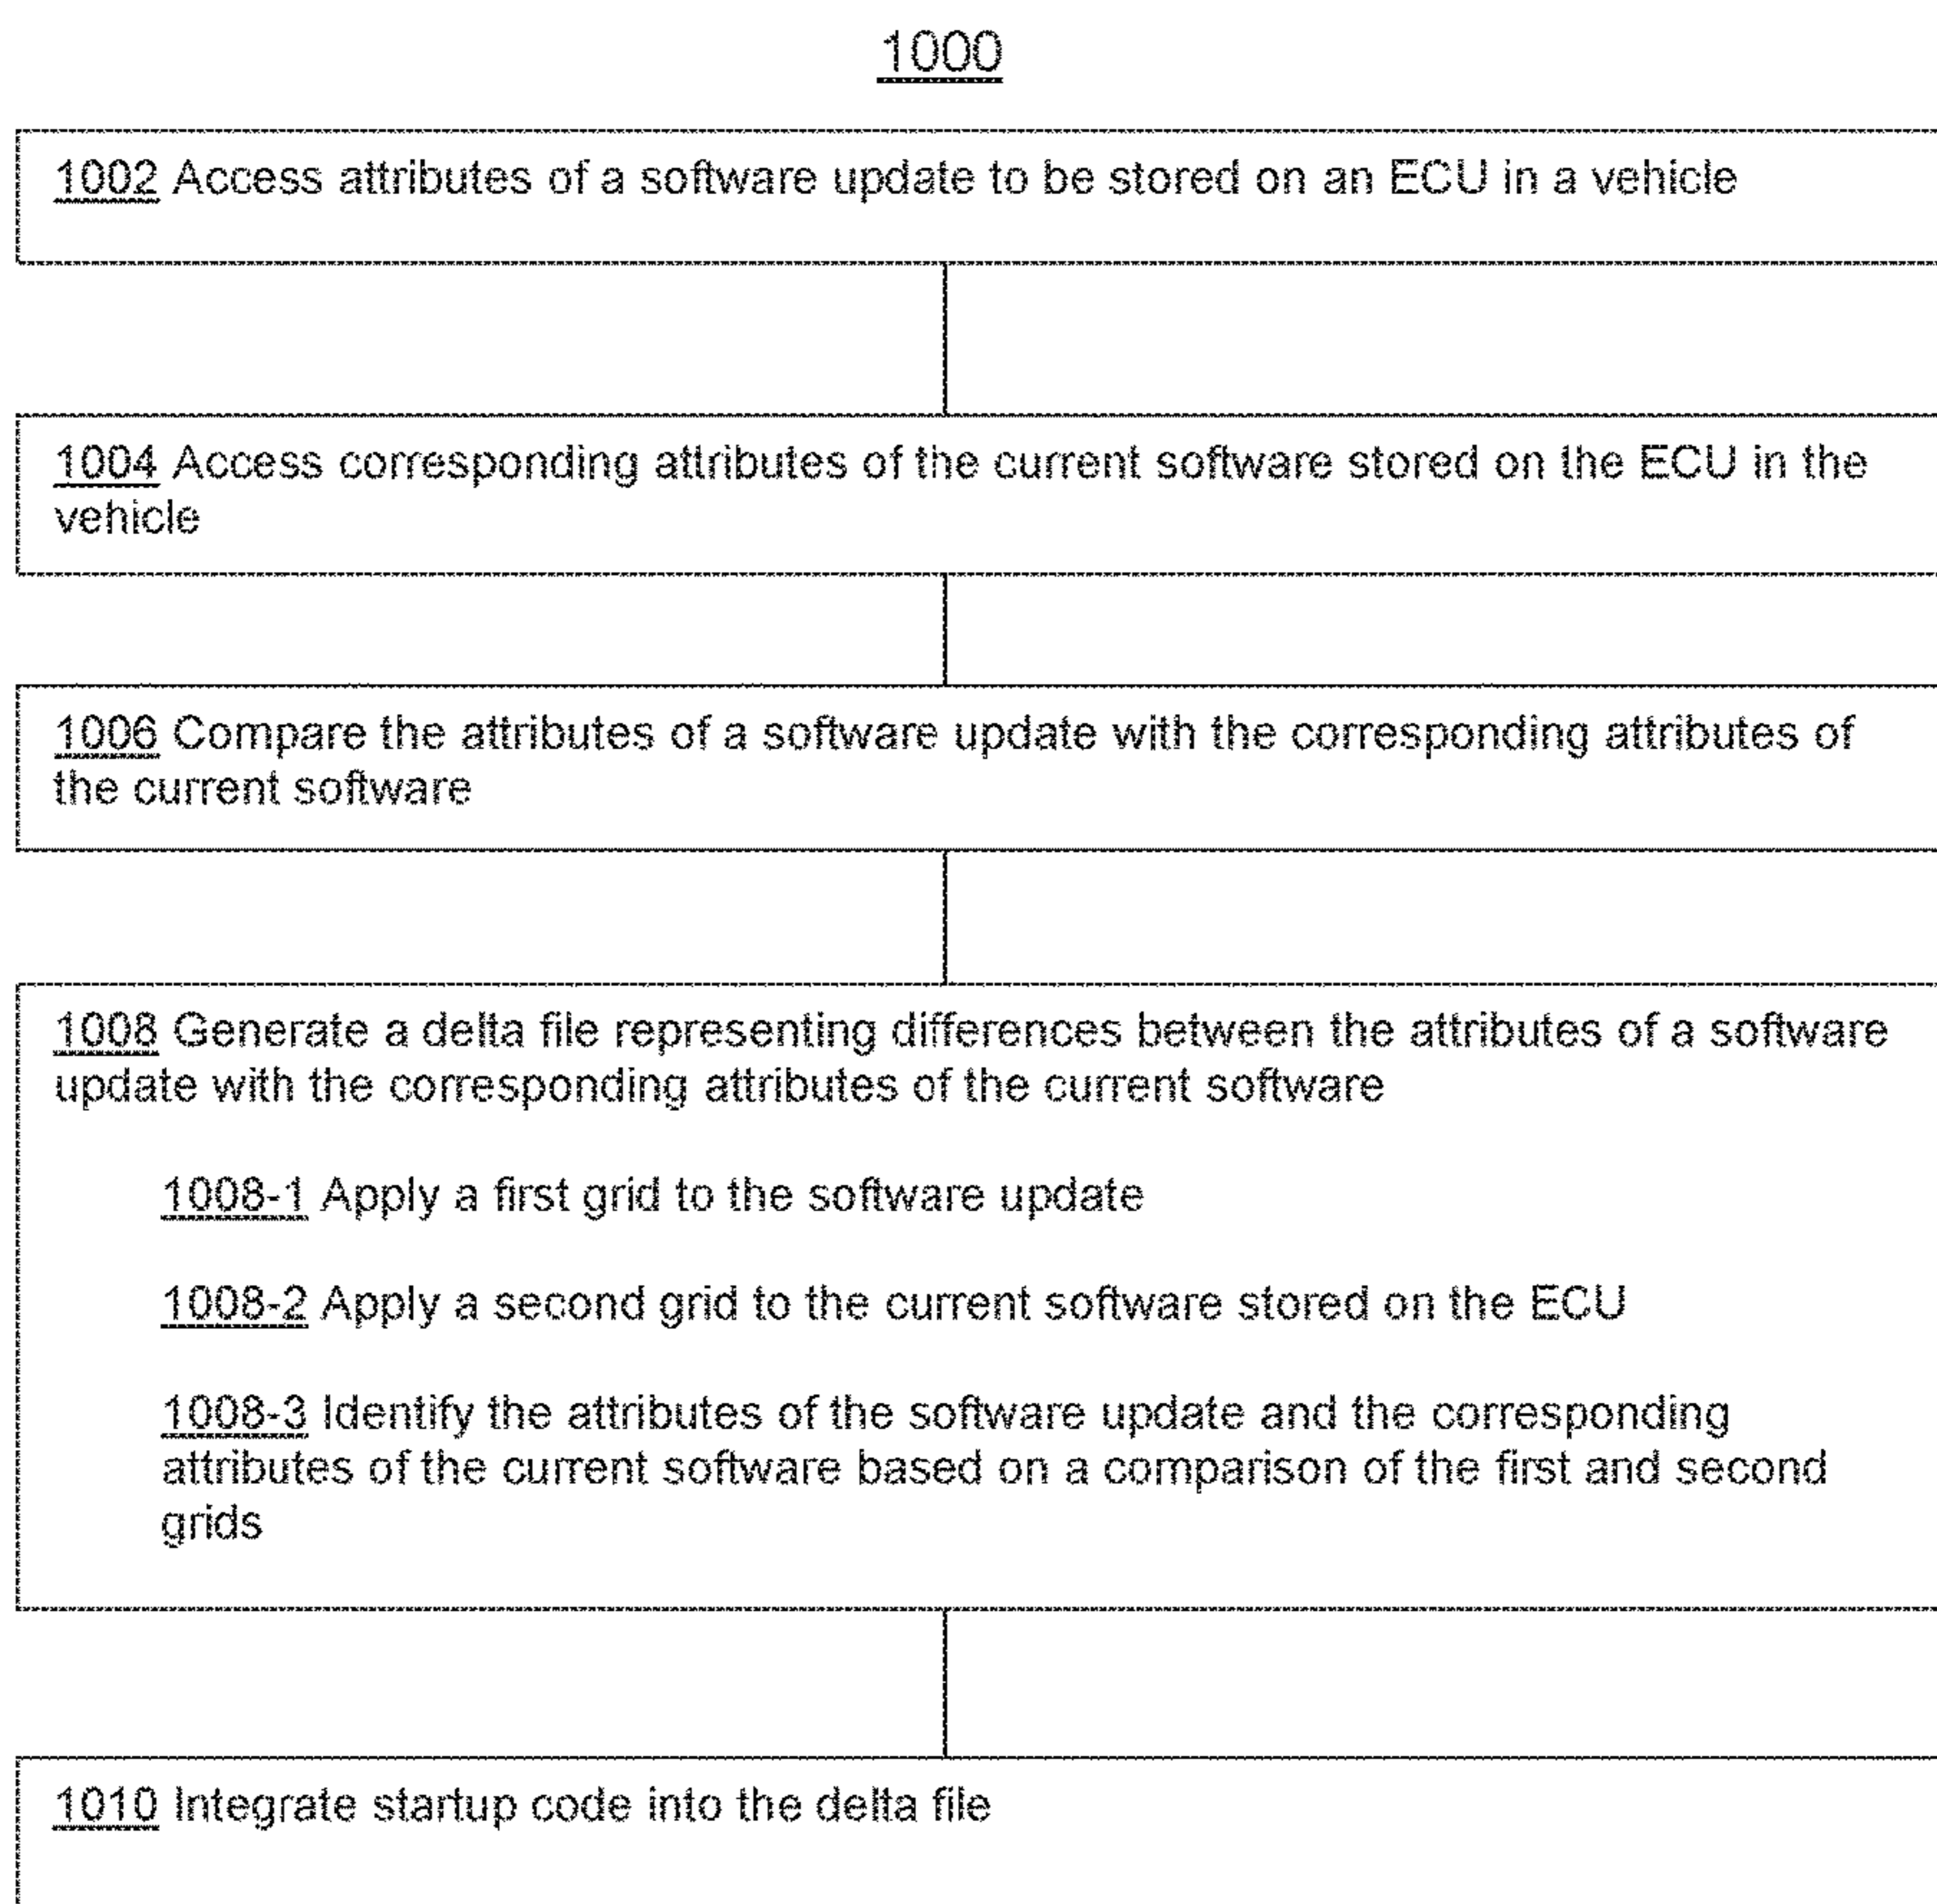 1000
1002 Access attributes of a software update to be stored on an ECU in a vehicle
1004 Access corresponding attributes of the current software stored on the ECU in the
vehicle
1006 Compare the attributes of a software update with the corresponding attributes of
the current software
1008 Generate a delta file representing differences between the attributes of a software
update with the corresponding attributes of the current software
1008-1 Apply a first grid to the software update
1008-2 Apply a second grid to the current software stored on the ECU
1008-3 Identify the attributes of the software update and the corresponding
attributes of the current software based on a comparison of the first and second
grids
1010 Integrate startup code into the delta file